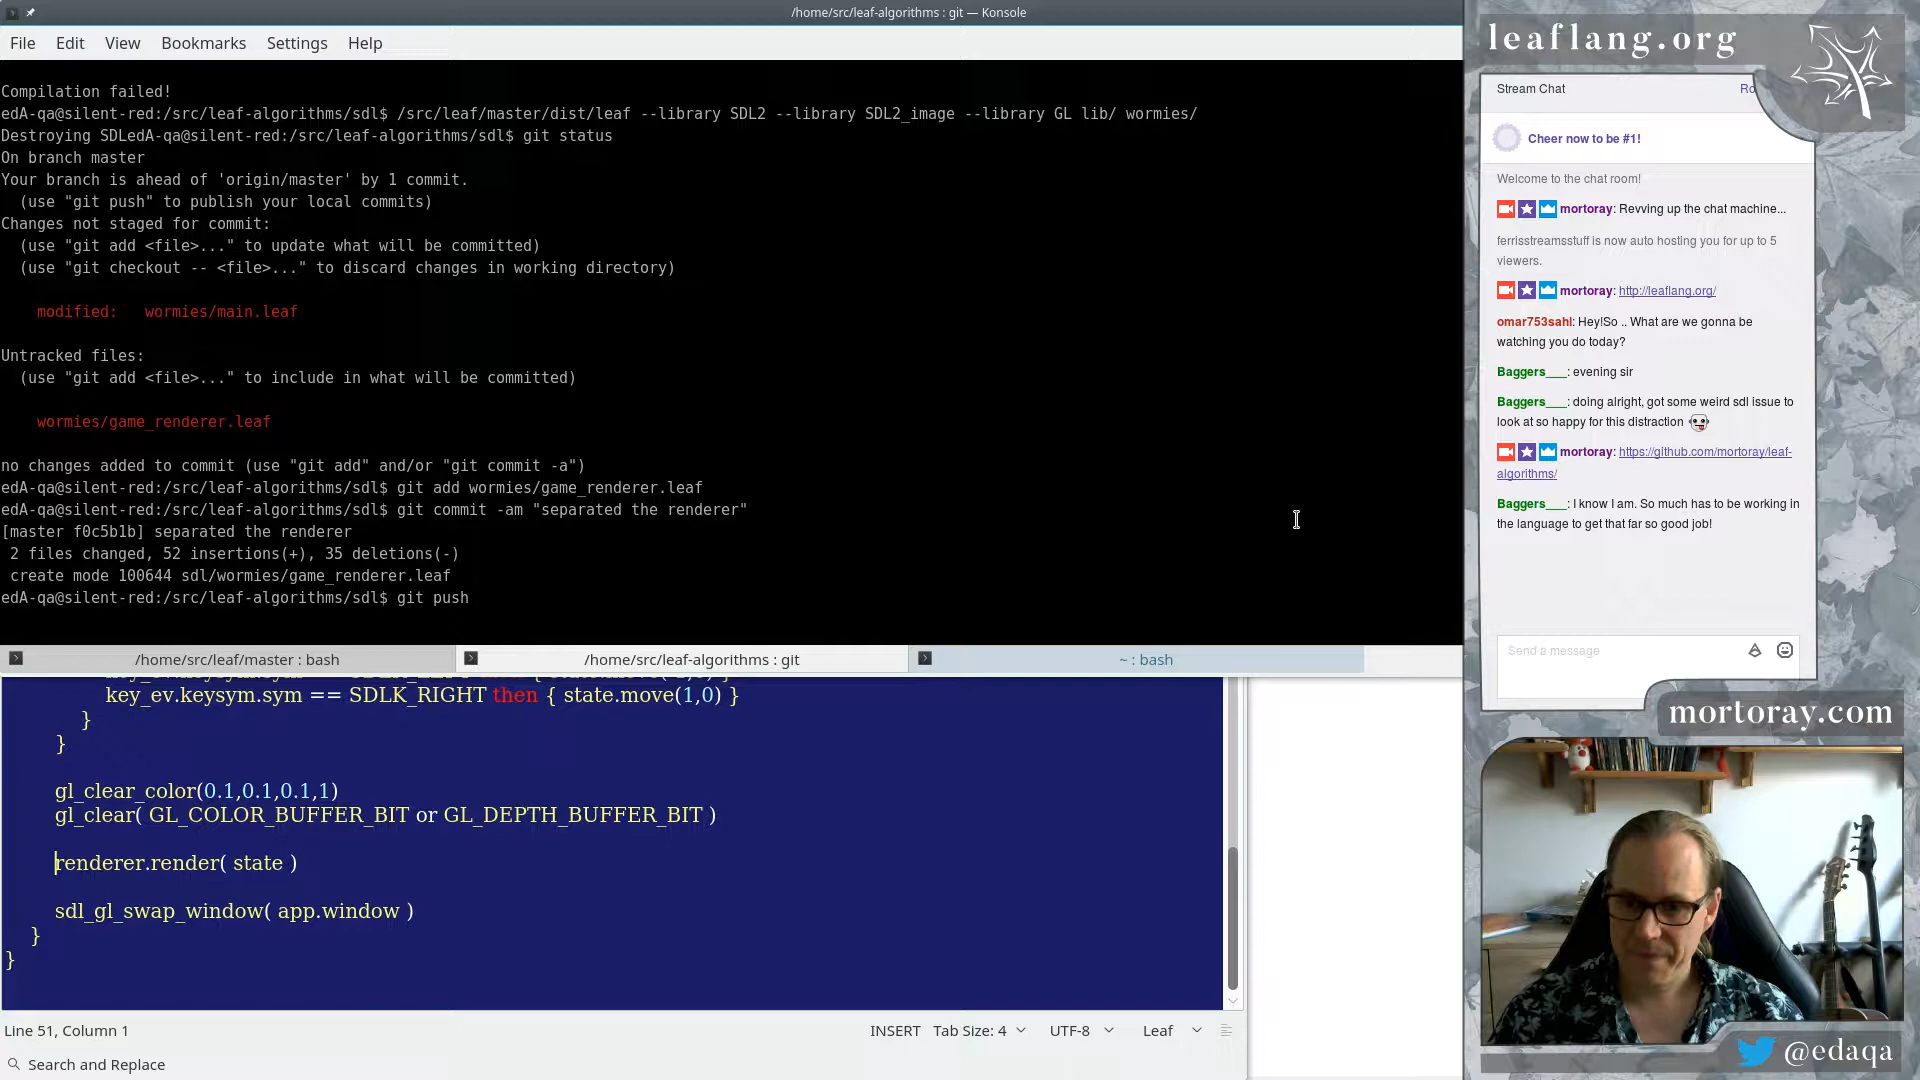 /home/src/leaf-algorithms : git — Konsole
File Edit View Bookmarks Settings Help
Compilation failed!
edA-qa@silent-red:/src/leaf-algorithms/sdl$ /src/leaf/master/dist/leaf --library SDL2 --library SDL2_image --library GL lib/ wormies/
Destroying SDLedA-qa@silent-red:/src/leaf-algorithms/sdl$ git status
On branch master
Your branch is ahead of 'origin/master' by 1 commit.
  (use "git push" to publish your local commits)
Changes not staged for commit:
  (use "git add <file>..." to update what will be committed)
  (use "git checkout -- <file>..." to discard changes in working directory)
    modified:   wormies/main.leaf
Untracked files:
  (use "git add <file>..." to include in what will be committed)
    wormies/game_renderer.leaf
no changes added to commit (use "git add" and/or "git commit -a")
edA-qa@silent-red:/src/leaf-algorithms/sdl$ git add wormies/game_renderer.leaf
edA-qa@silent-red:/src/leaf-algorithms/sdl$ git commit -am "separated the renderer"
[master f0c5b1b] separated the renderer
 2 files changed, 52 insertions(+), 35 deletions(-)
 create mode 100644 sdl/wormies/game_renderer.leaf
edA-qa@silent-red:/src/leaf-algorithms/sdl$ git push
/home/src/leaf/master : bash
/home/src/leaf-algorithms : git
~ : bash
key_ev.keysym.sym == SDLK_RIGHT then { state.move(1,0) }
}
}
gl_clear_color(0.1,0.1,0.1,1)
gl_clear( GL_COLOR_BUFFER_BIT or GL_DEPTH_BUFFER_BIT )
renderer.render( state )
sdl_gl_swap_window( app.window )
}
}
Line 51, Column 1
INSERT Tab Size: 4 UTF-8 Leaf
Search and Replace
leaflang.org
Stream Chat
Cheer now to be #1!
Welcome to the chat room!
mortoray: Revving up the chat machine...
ferrisstreamsstuff is now auto hosting you for up to 5
viewers.
mortoray: http://leaflang.org/
omar753sahl: Hey!So .. What are we gonna be
watching you do today?
Baggers___: evening sir
Baggers___: doing alright, got some weird sdl issue to
look at so happy for this distraction
mortoray: https://github.com/mortoray/leaf-
algorithms/
Baggers___: I know I am. So much has to be working in
the language to get that far so good job!
Send a message
mortoray.com
@edaqa